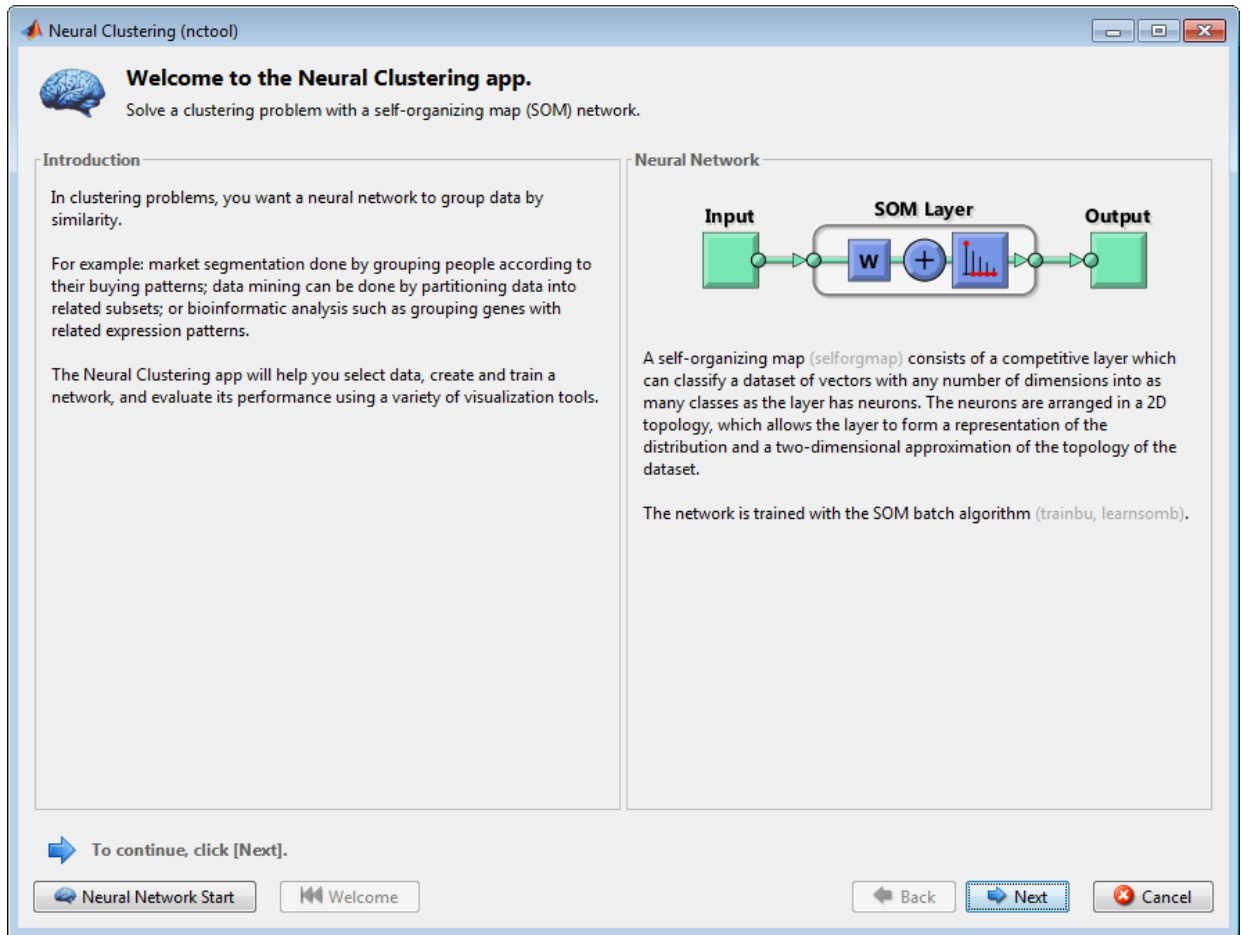 Neural Clustering (nctool)
Welcome to the Neural Clustering app.
Solve a clustering problem with a self-organizing map (SOM) network.
Introduction
In clustering problems, you want a neural network to group data by
similarity.
For example: market segmentation done by grouping people according to
their buying patterns; data mining can be done by partitioning data into
related subsets; or bioinformatic analysis such as grouping genes with
related expression patterns.
The Neural Clustering app will help you select data, create and train a
network, and evaluate its performance using a variety of visualization tools.
Neural Network
Input
SOM Layer
Output
W
+
A self-organizing map (selforgmap) consists of a competitive layer which
can classify a dataset of vectors with any number of dimensions into as
many classes as the layer has neurons. The neurons are arranged in a 2D
topology, which allows the layer to form a representation of the
distribution and a two-dimensional approximation of the topology of the
dataset.
The network is trained with the SOM batch algorithm (trainbu, learnsomb).
To continue, click [Next].
Neural Network Start
Welcome
Back
Next
Cancel